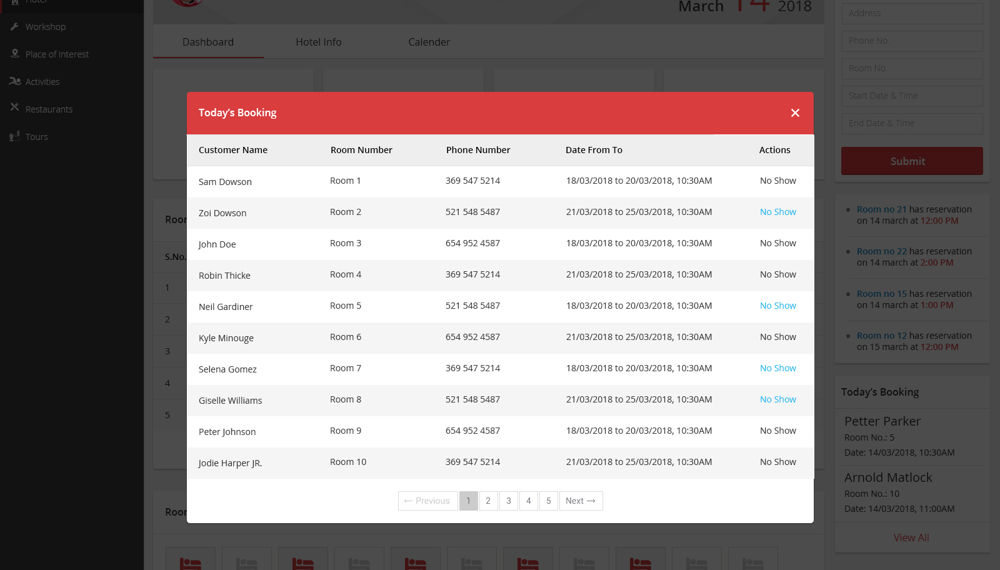 Hotel
Workshop
Place of Interest
Activities
Restaurants
Tours
March 14 2018
Dashboard Hotel Info Calender
Today's Booking
Customer Name Room Number Phone Number Date From To Actions
Sam Dowson Room 1 369 547 5214 18/03/2018 to 20/03/2018, 10:30AM No Show
Zoi Dowson Room 2 521 548 5487 21/03/2018 to 25/03/2018, 10:30AM No Show
John Doe Room 3 654 952 4587 18/03/2018 to 20/03/2018, 10:30AM No Show
Robin Thicke Room 4 369 547 5214 21/03/2018 to 25/03/2018, 10:30AM No Show
Neil Gardiner Room 5 521 548 5487 18/03/2018 to 20/03/2018, 10:30AM No Show
Kyle Minouge Room 6 654 952 4587 21/03/2018 to 25/03/2018, 10:30AM No Show
Selena Gomez Room 7 369 547 5214 18/03/2018 to 20/03/2018, 10:30AM No Show
Giselle Williams Room 8 521 548 5487 21/03/2018 to 25/03/2018, 10:30AM No Show
Peter Johnson Room 9 654 952 4587 18/03/2018 to 20/03/2018, 10:30AM No Show
Jodie Harper JR. Room 10 369 547 5214 21/03/2018 to 25/03/2018, 10:30AM No Show
← Previous 1 2 3 4 5 Next →
S.No.
1
2
3
4
5
Address
Phone No.
Room No.
Start Date & Time
End Date & Time
Submit
Room no 21 has reservation
on 14 march at 12:00 PM
Room no 22 has reservation
on 14 march at 2:00 PM
Room no 15 has reservation
on 14 march at 1:00 PM
Room no 12 has reservation
on 15 march at 12:00 PM
Today's Booking
Petter Parker
Room No.: 5
Date: 14/03/2018, 10:30AM
Arnold Matlock
Room No.: 10
Date: 14/03/2018, 11:00AM
View All